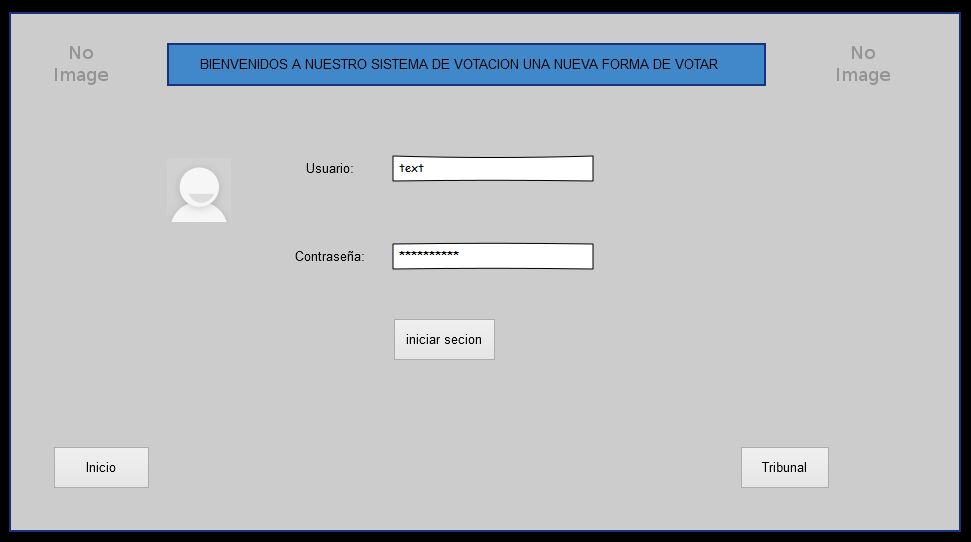 No
Image
BIENVENIDOS A NUESTRO SISTEMA DE VOTACION UNA NUEVA FORMA DE VOTAR
No
Image
Usuario:
text
Contraseña:
**********
iniciar secion
Inicio
Tribunal